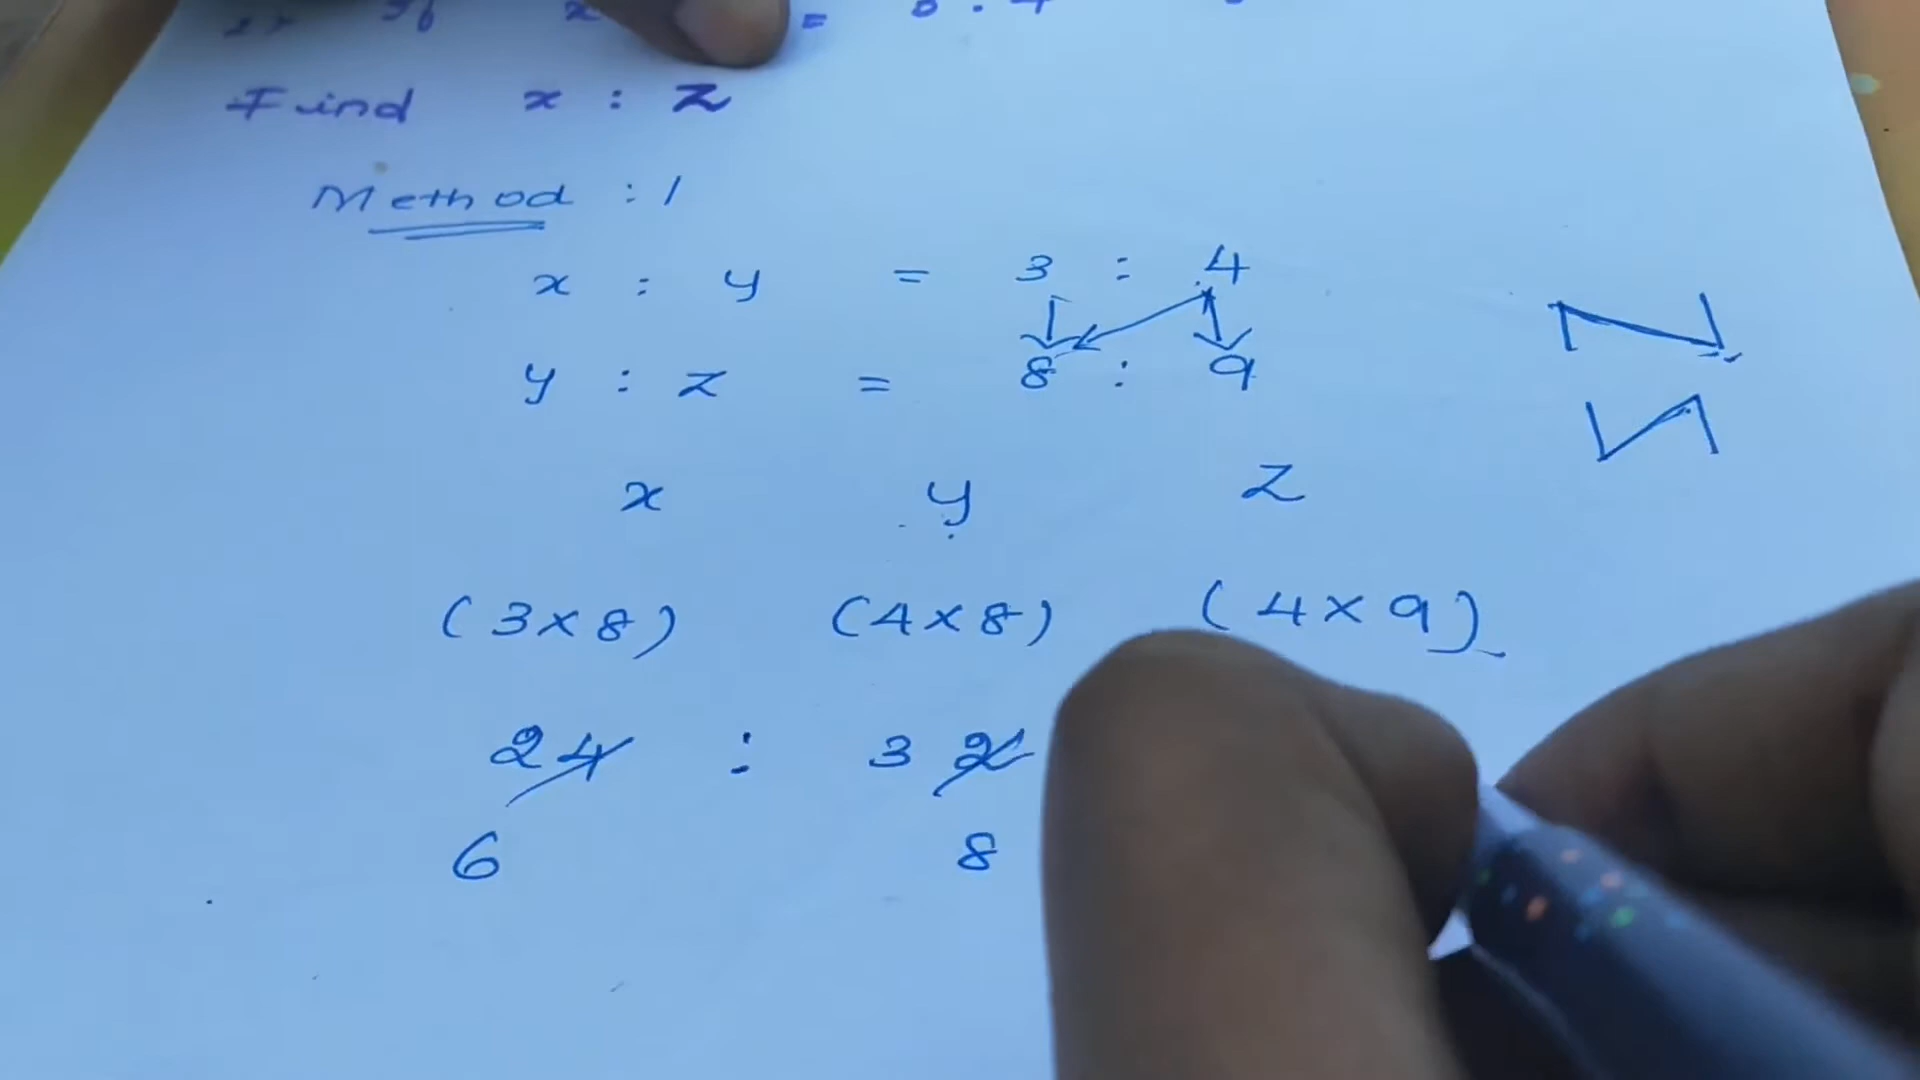 Find x : z
Method : 1
x : y = 3 : 4
y : z = 8 : 9
x y z
(3×8) (4×8) (4×9)
24 : 32
6 8